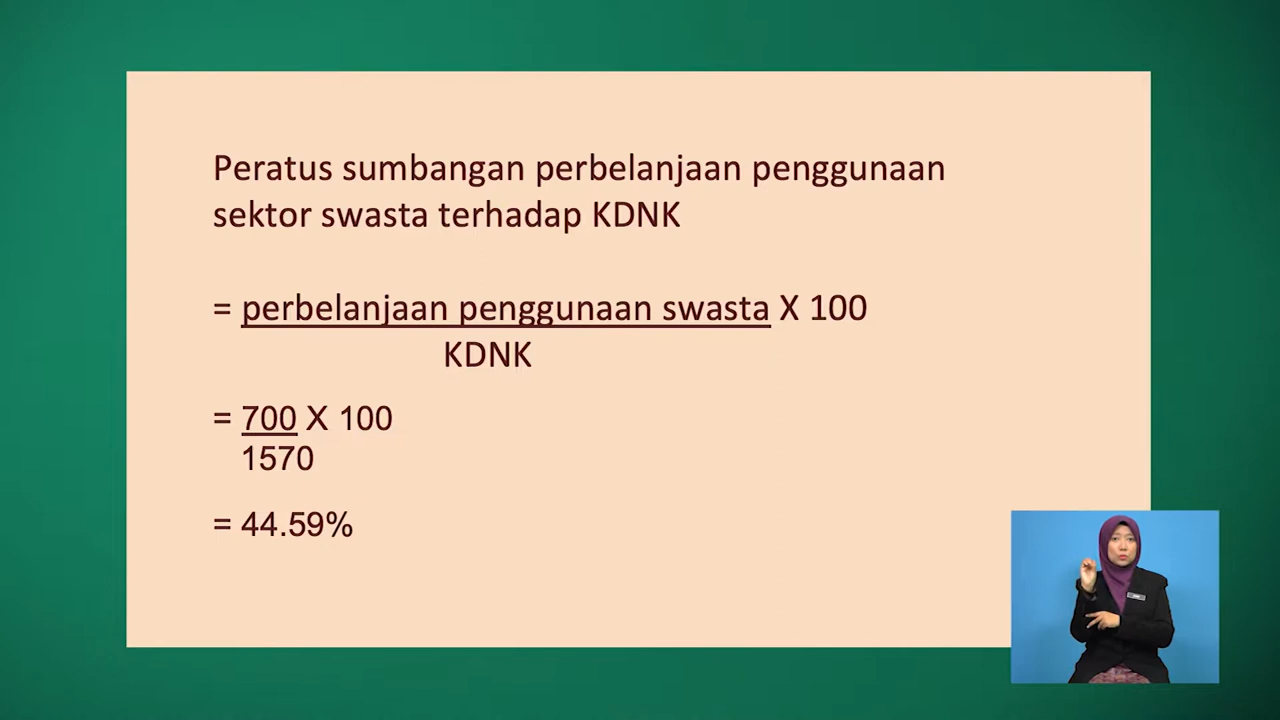 Peratus sumbangan perbelanjaan penggunaan
sektor swasta terhadap KDNK
= perbelanjaan penggunaan swasta X 100
KDNK
= 700 X 100
1570
= 44.59%